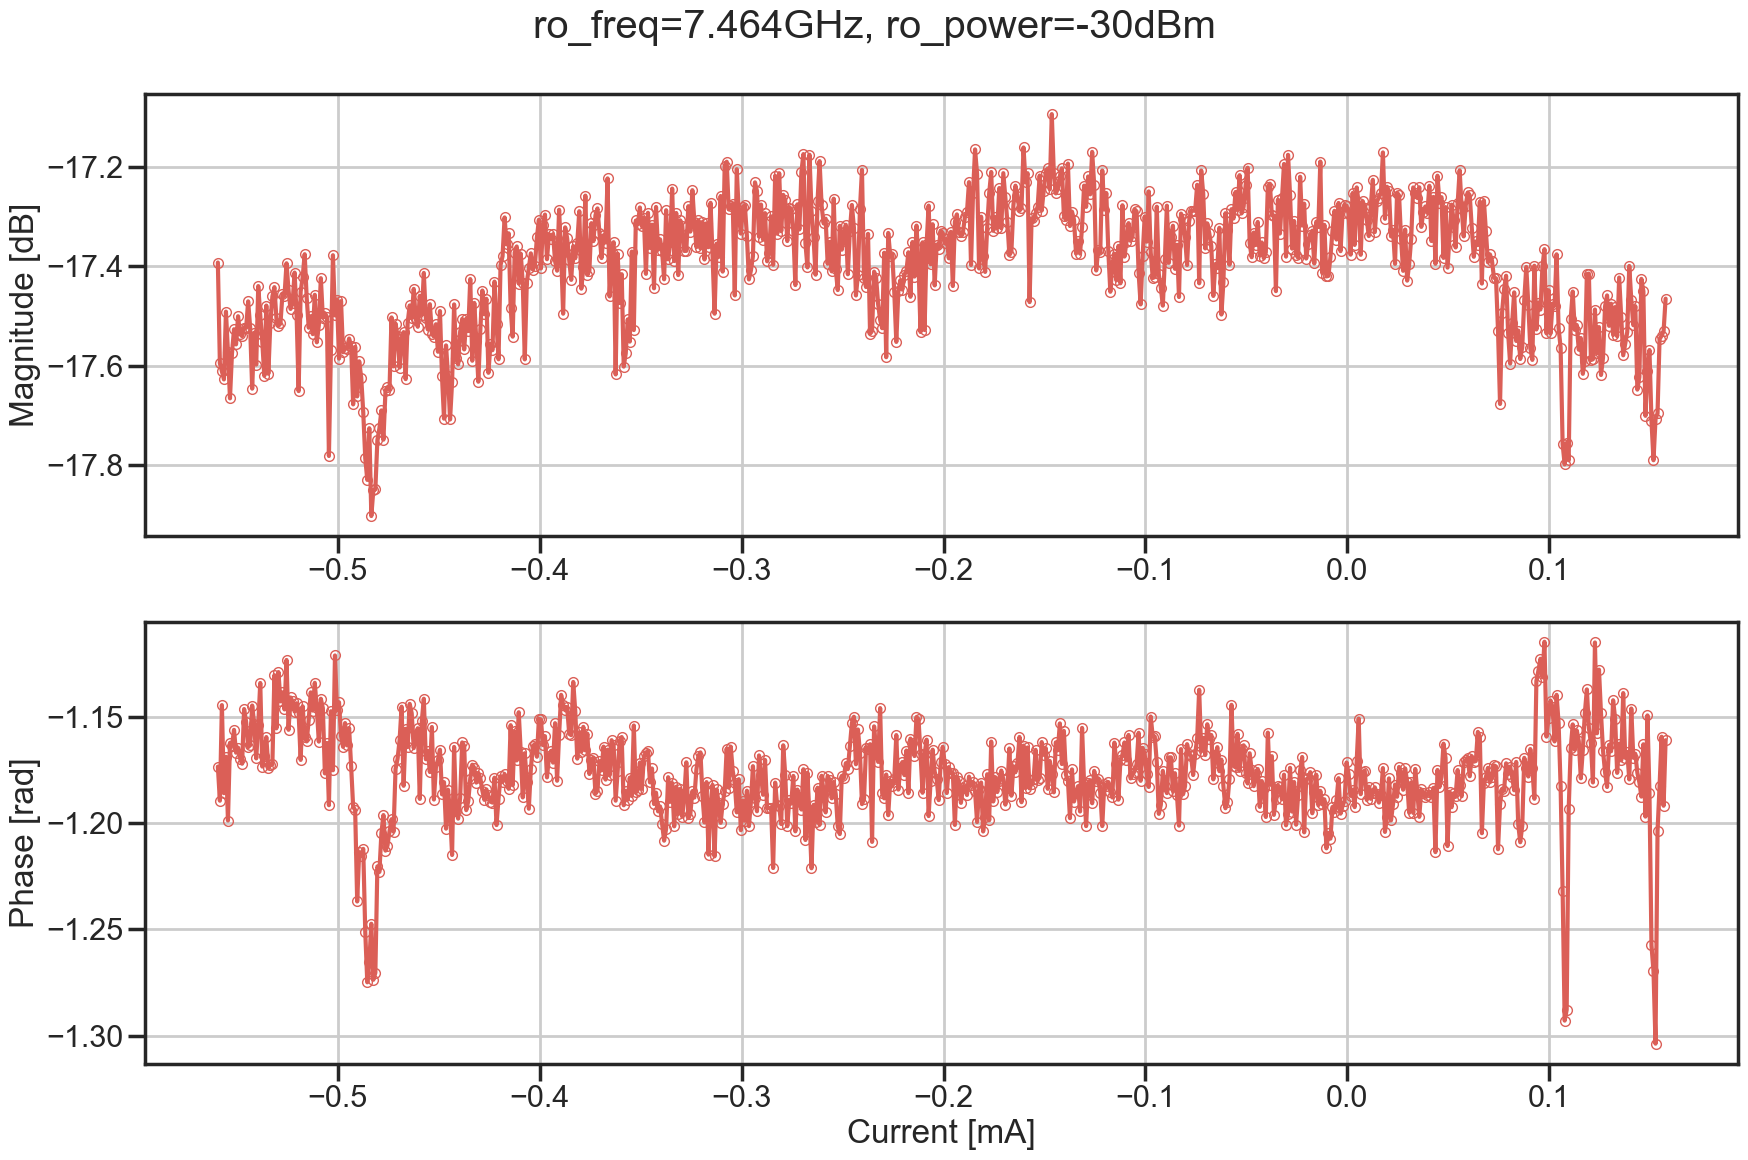 ro_freq=7.464GHz, ro_power=-30dBm
Magnitude [dB]
−17.2
−17.4
−17.6
−17.8
−0.5 −0.4 −0.3 −0.2 −0.1 0.0 0.1
Phase [rad]
−1.15
−1.20
−1.25
−1.30
−0.5 −0.4 −0.3 −0.2 −0.1 0.0 0.1
Current [mA]